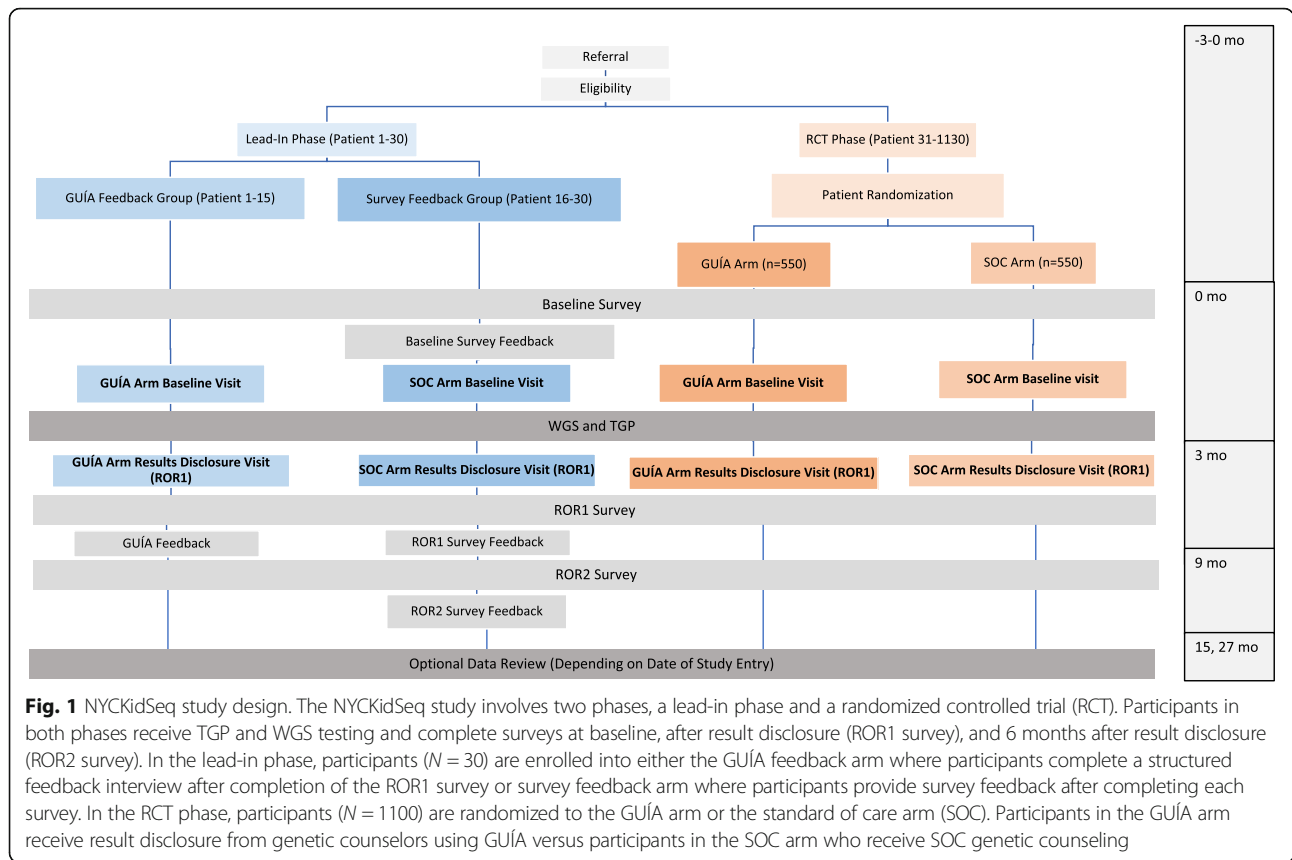 -3-0 mo
Referral
Eligibility
Lead-In Phase (Patient 1-30)
RCT Phase (Patient 31-1130)
GUÍA Feedback Group (Patient 1-15)
Survey Feedback Group (Patient 16-30)
Patient Randomization
GUÍA Arm (n=550)
SOC Arm (n=550)
0 mo
Baseline Survey
Baseline Survey Feedback
GUÍA Arm Baseline Visit
SOC Arm Baseline Visit
GUÍA Arm Baseline Visit
SOC Arm Baseline visit
WGS and TGP
3 mo
GUÍA Arm Results Disclosure Visit
(ROR1)
SOC Arm Results Disclosure Visit (ROR1)
GUÍA Arm Results Disclosure Visit (ROR1)
SOC Arm Results Disclosure Visit (ROR1)
ROR1 Survey
GUÍA Feedback
ROR1 Survey Feedback
9 mo
ROR2 Survey
ROR2 Survey Feedback
15, 27 mo
Optional Data Review (Depending on Date of Study Entry)
Fig. 1 NYCKidSeq study design. The NYCKidSeq study involves two phases, a lead-in phase and a randomized controlled trial (RCT). Participants in
both phases receive TGP and WGS testing and complete surveys at baseline, after result disclosure (ROR1 survey), and 6 months after result disclosure
(ROR2 survey). In the lead-in phase, participants (N = 30) are enrolled into either the GUÍA feedback arm where participants complete a structured
feedback interview after completion of the ROR1 survey or survey feedback arm where participants provide survey feedback after completing each
survey. In the RCT phase, participants (N = 1100) are randomized to the GUÍA arm or the standard of care arm (SOC). Participants in the GUÍA arm
receive result disclosure from genetic counselors using GUÍA versus participants in the SOC arm who receive SOC genetic counseling